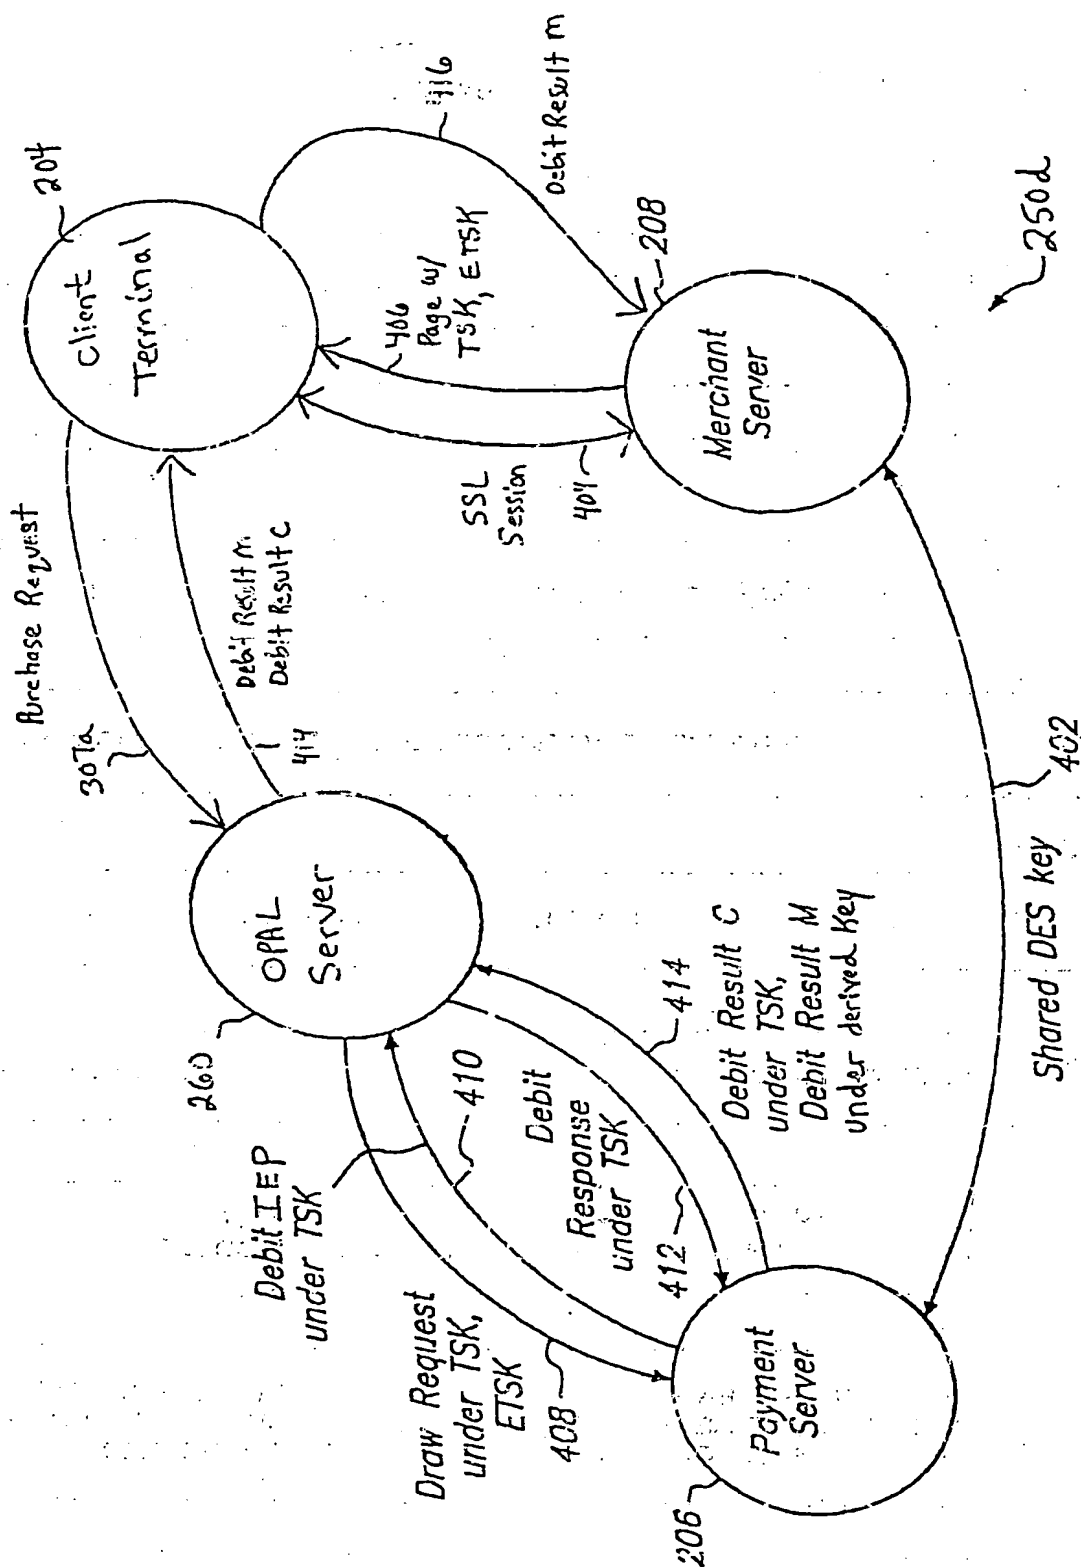 Purchase Request
307a
Client
Terminal
204
416
Debit Result m
406
Page w/
TSK, ETSK
SSL
Session
404
Merchant
Server
208
250d
Debit Result m
Debit Result C
414
OPAL
Server
260
Debit IEP
under TSK
410
Draw Request
under TSK,
ETSK
408
Debit
Response
under TSK
412
414
Debit Result C
under TSK,
Debit Result M
under derived key
Payment
Server
206
402
Shared DES key